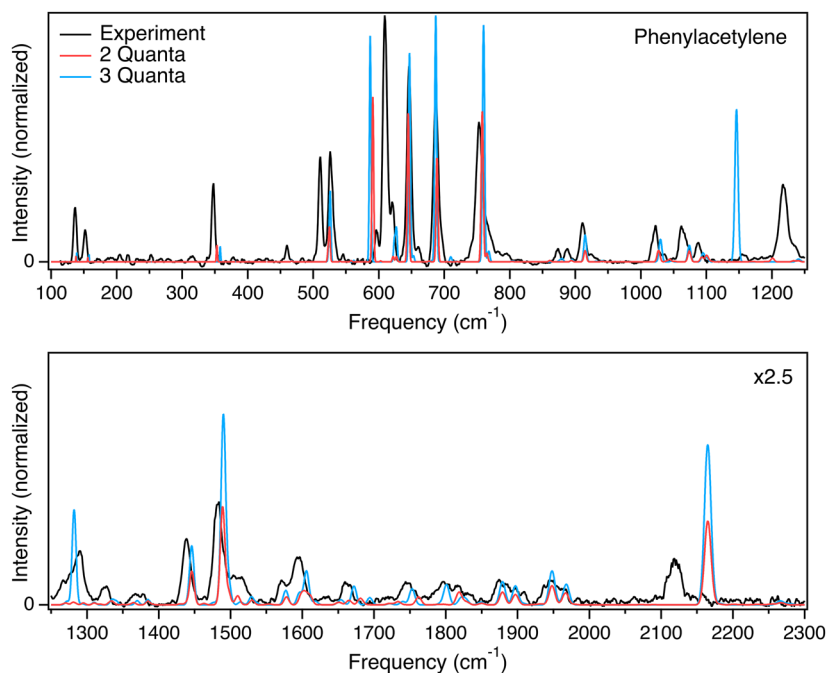 Intensity (normalized)
Experiment
2 Quanta
3 Quanta
Phenylacetylene
0
100 200 300 400 500 600 700 800 900 1000 1100 1200
Frequency (cm-1)
Intensity (normalized)
x2.5
0
1300 1400 1500 1600 1700 1800 1900 2000 2100 2200 2300
Frequency (cm-1)